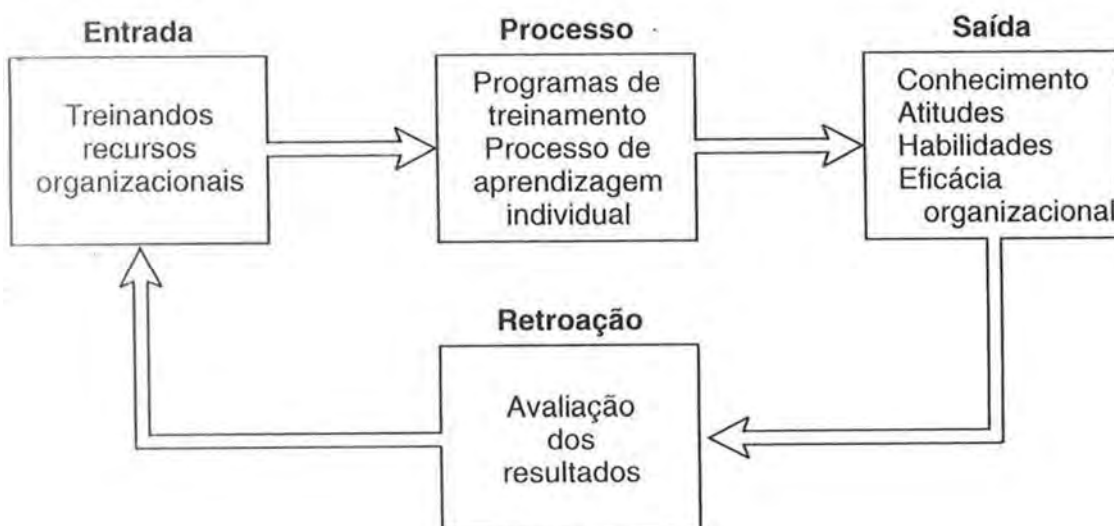 Entrada
Treinandos
recursos
organizacionais
Processo
Programas de
treinamento
Processo de
aprendizagem
individual
Saída
Conhecimento
Atitudes
Habilidades
Eficácia
organizacional
Retroação
Avaliação
dos
resultados